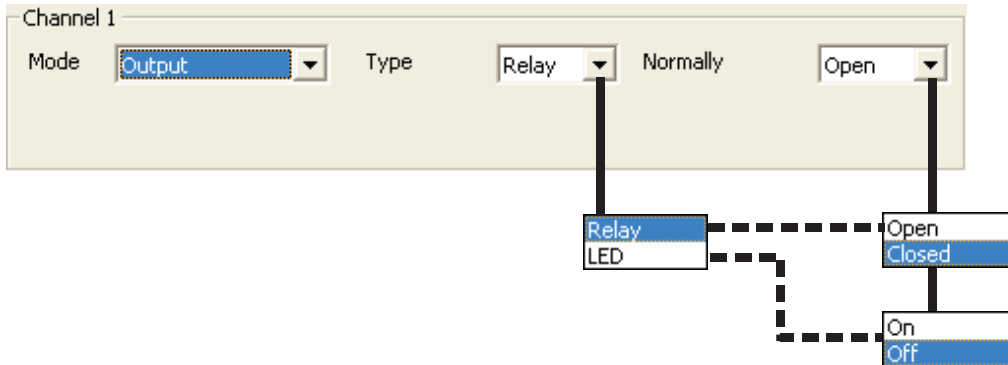 Channel 1
Mode Output Type Relay Normally Open
Relay
LED
Open
Closed
On
Off